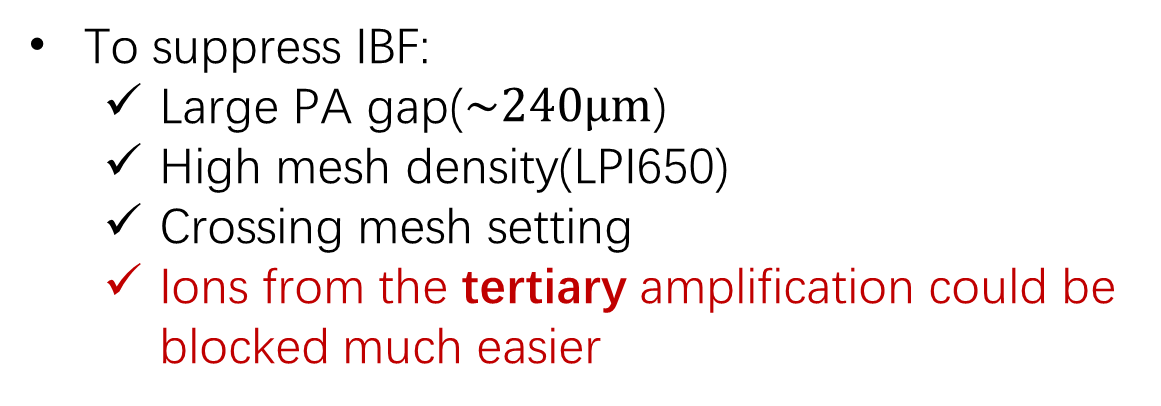 • To suppress IBF:
✓ Large PA gap(~240μm)
✓ High mesh density(LPI650)
✓ Crossing mesh setting
✓ Ions from the tertiary amplification could be
blocked much easier